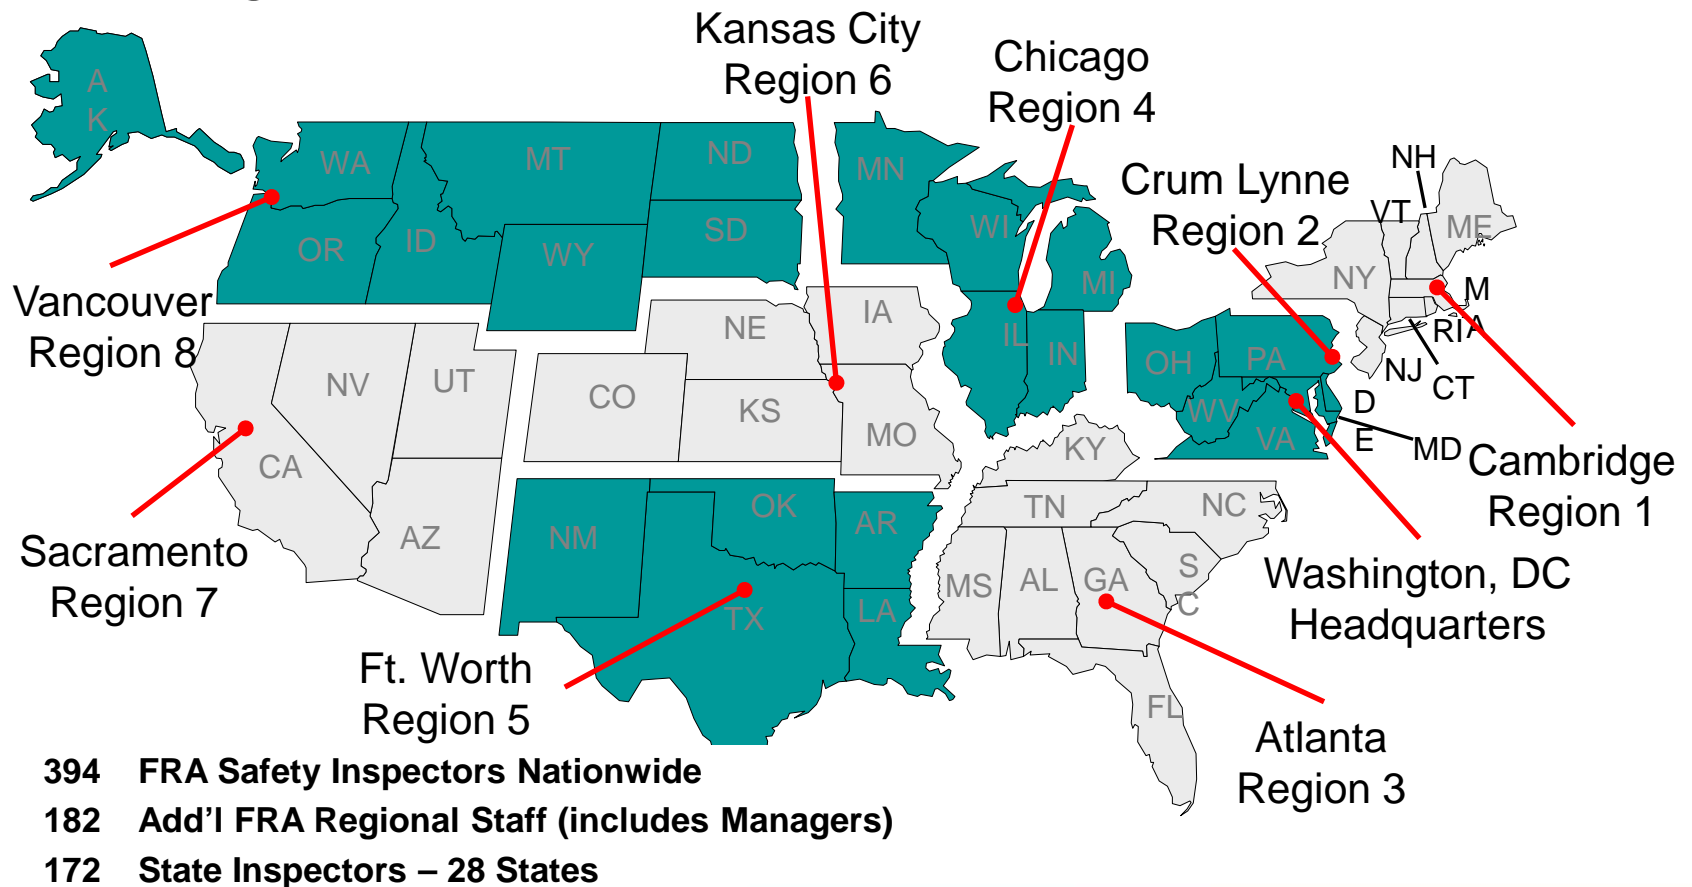 Kansas City
Region 6
Chicago
Region 4
Crum Lynne
Region 2
Vancouver
Region 8
Sacramento
Region 7
Ft. Worth
Region 5
Atlanta
Region 3
Washington, DC
Headquarters
Cambridge
Region 1
A
K
WA
MT
ND
MN
OR
ID
WY
SD
WI
MI
NH
VT
ME
NY
M
A
RI
CT
NJ
NE
IA
IL
IN
OH
PA
NV
UT
CO
KS
MO
WV
VA
D
E
MD
CA
AZ
NM
OK
AR
KY
TN
NC
TX
LA
MS
AL
GA
S
C
FL
394 FRA Safety Inspectors Nationwide
182 Add’l FRA Regional Staff (includes Managers)
172 State Inspectors – 28 States